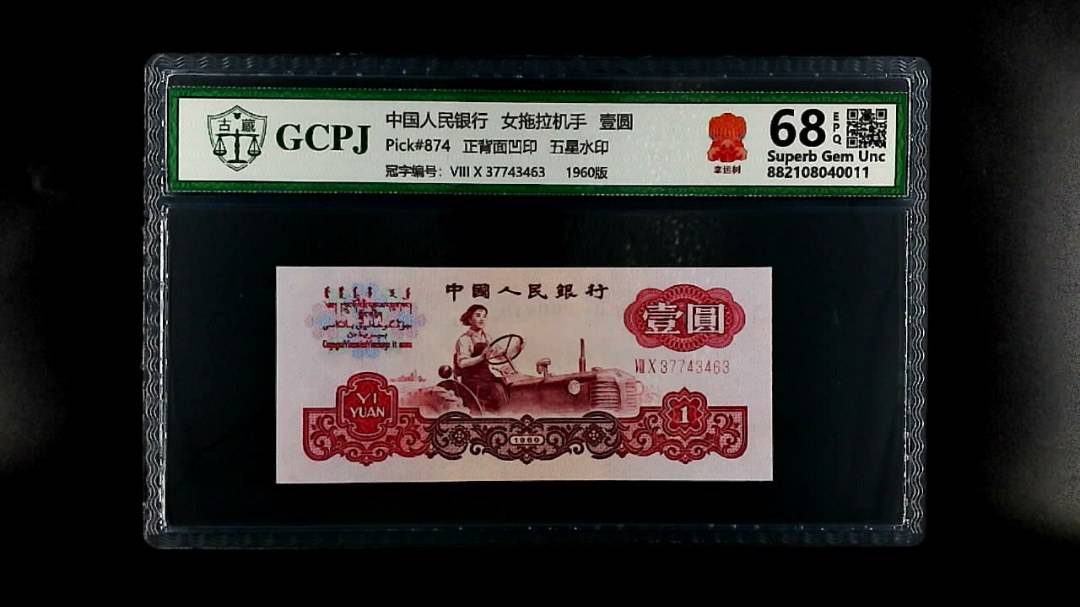 古藏
GCPJ
中国人民银行 女拖拉机手 壹圆
Pick#874 正背面凹印 五星水印
冠字编号：VIII X 37743463 1960版
幸运树
68
EPQ
Superb Gem Unc
882108040011
中國人民銀行
壹圓
VIII X 37743463
YI
YUAN
1960
1